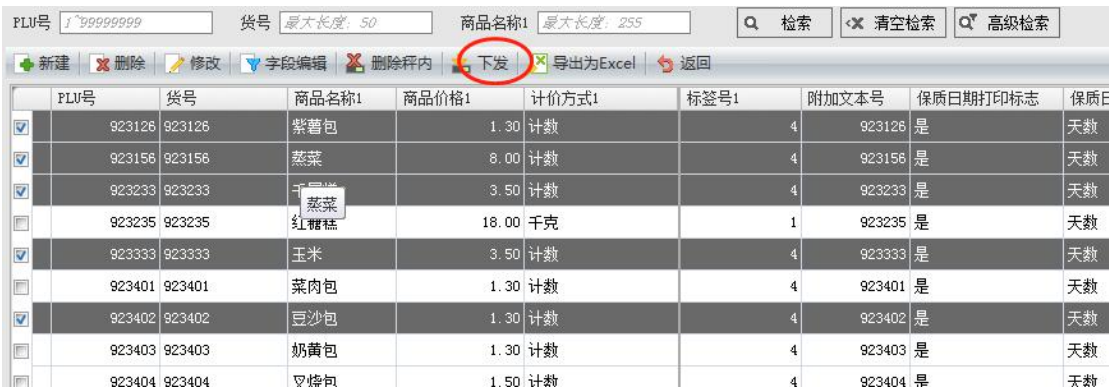 PLU号 1~99999999 货号 最大长度: 50 商品名称1 最大长度: 255 检索 清空检索 高级检索
新建 删除 修改 字段编辑 删除秤内 下发 导出为Excel 返回
PLU号 货号 商品名称1 商品价格1 计价方式1 标签号1 附加文本号 保质日期打印标志 保质日
923126 923126 紫薯包 1.30 计数 4 923126 是 天数
923156 923156 蒸菜 8.00 计数 4 923156 是 天数
923233 923233 3.50 计数 4 923233 是 天数
蒸菜
923235 923235 红糖糕 18.00 千克 1 923235 是 天数
923333 923333 玉米 3.50 计数 4 923333 是 天数
923401 923401 菜肉包 1.30 计数 4 923401 是 天数
923402 923402 豆沙包 1.30 计数 4 923402 是 天数
923403 923403 奶黄包 1.30 计数 4 923403 是 天数
923404 923404 叉烧包 1.50 计数 4 923404 是 天数